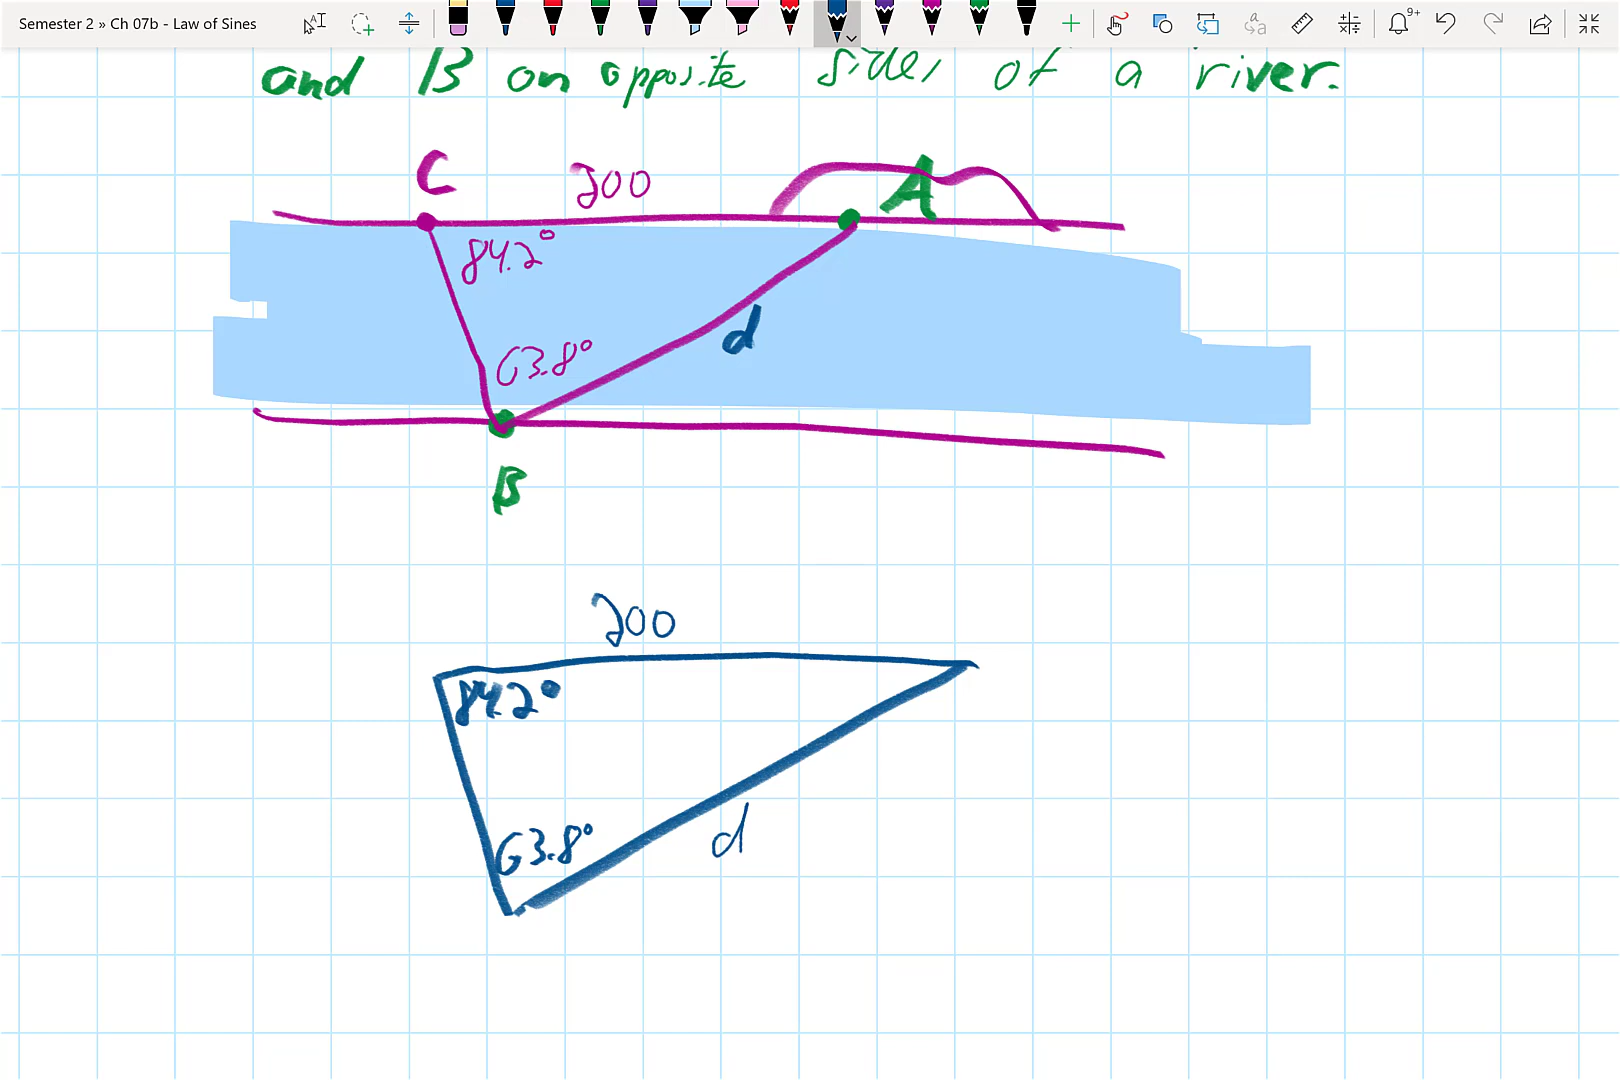 Semester 2 » Ch 07b - Law of Sines
9+
and B on opposite sides of a river.
C 200 A
84.2°
d
63.8°
B
200
84.2°
63.8° d